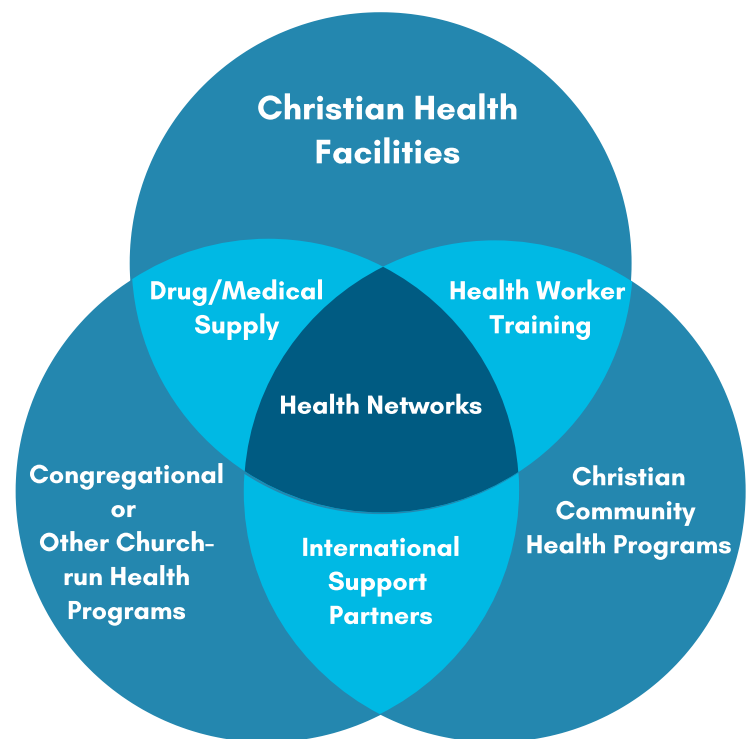 Christian Health
Facilities
Drug/Medical
Supply
Health Worker
Training
Health Networks
Congregational
or
Other Church-
run Health
Programs
Christian
Community
Health Programs
International
Support
Partners